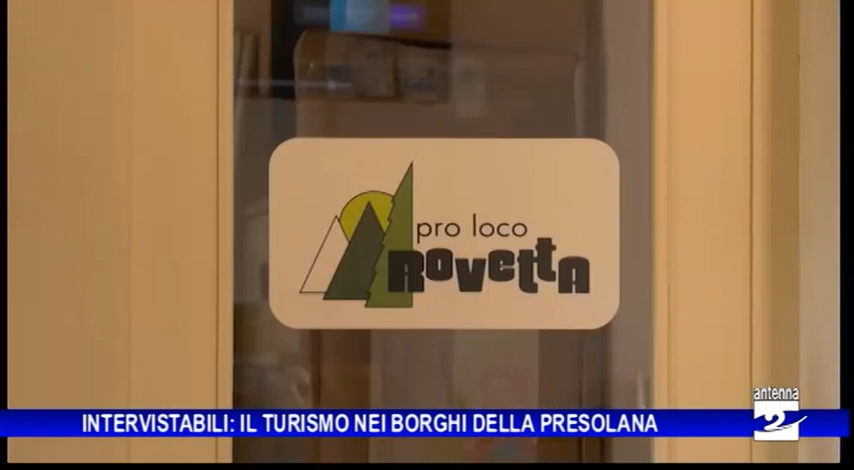 pro loco
Rovetta
antenna
2
INTERVISTABILI: IL TURISMO NEI BORGHI DELLA PRESOLANA